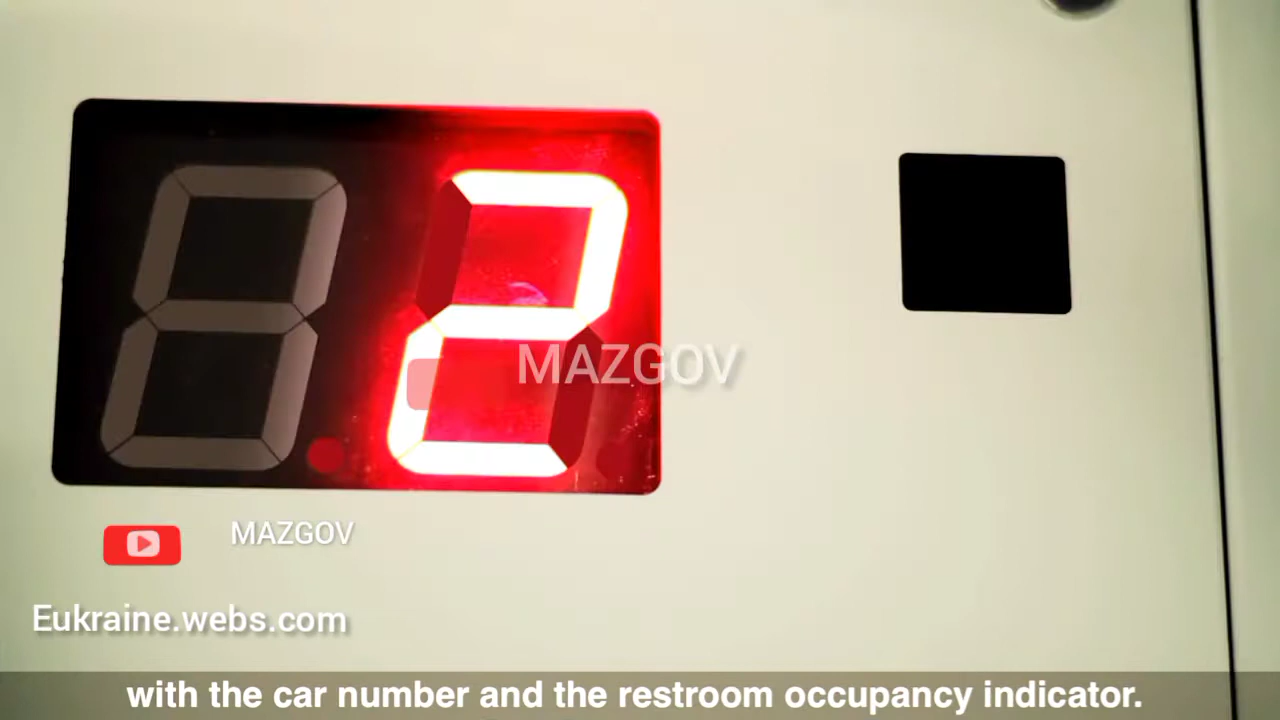 2
MAZGOV
MAZGOV
Eukraine.webs.com
with the car number and the restroom occupancy indicator.